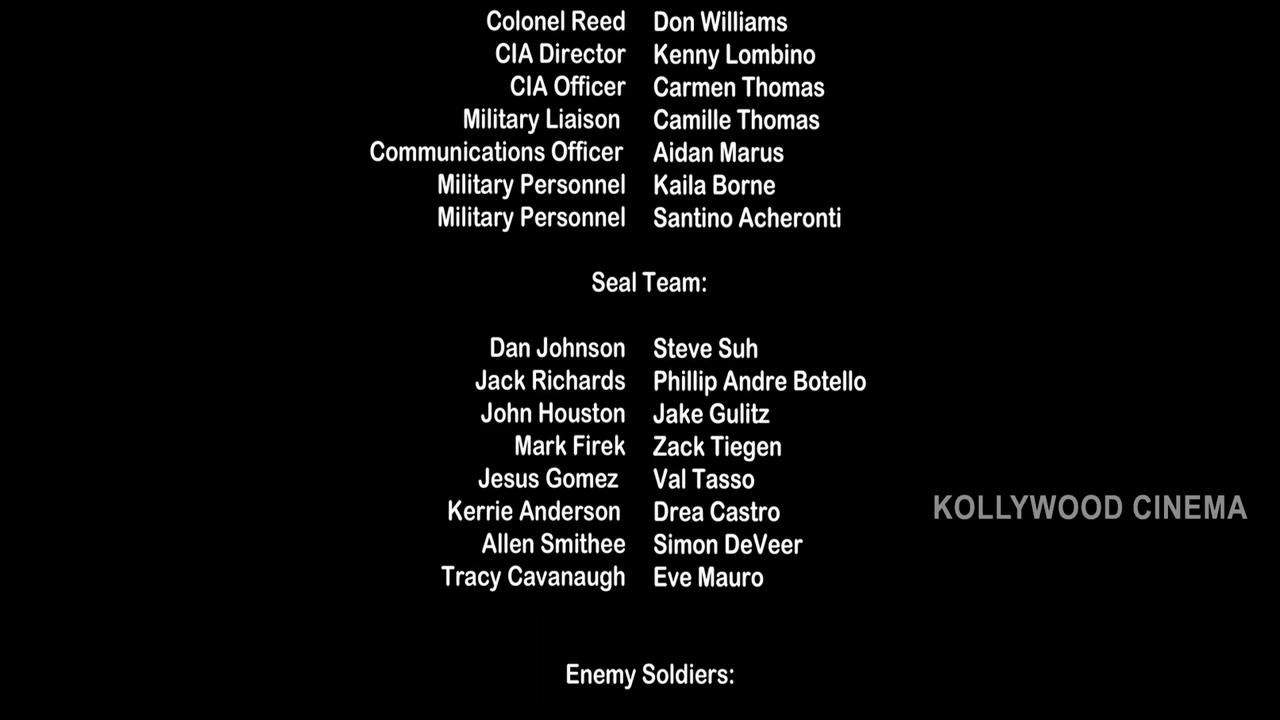 Colonel Reed Don Williams
CIA Director Kenny Lombino
CIA Officer Carmen Thomas
Military Liaison Camille Thomas
Communications Officer Aidan Marus
Military Personnel Kaila Borne
Military Personnel Santino Acheronti
Seal Team:
Dan Johnson Steve Suh
Jack Richards Phillip Andre Botello
John Houston Jake Gulitz
Mark Firek Zack Tiegen
Jesus Gomez Val Tasso
Kerrie Anderson Drea Castro
KOLLYWOOD CINEMA
Allen Smithee Simon DeVeer
Tracy Cavanaugh Eve Mauro
Enemy Soldiers: